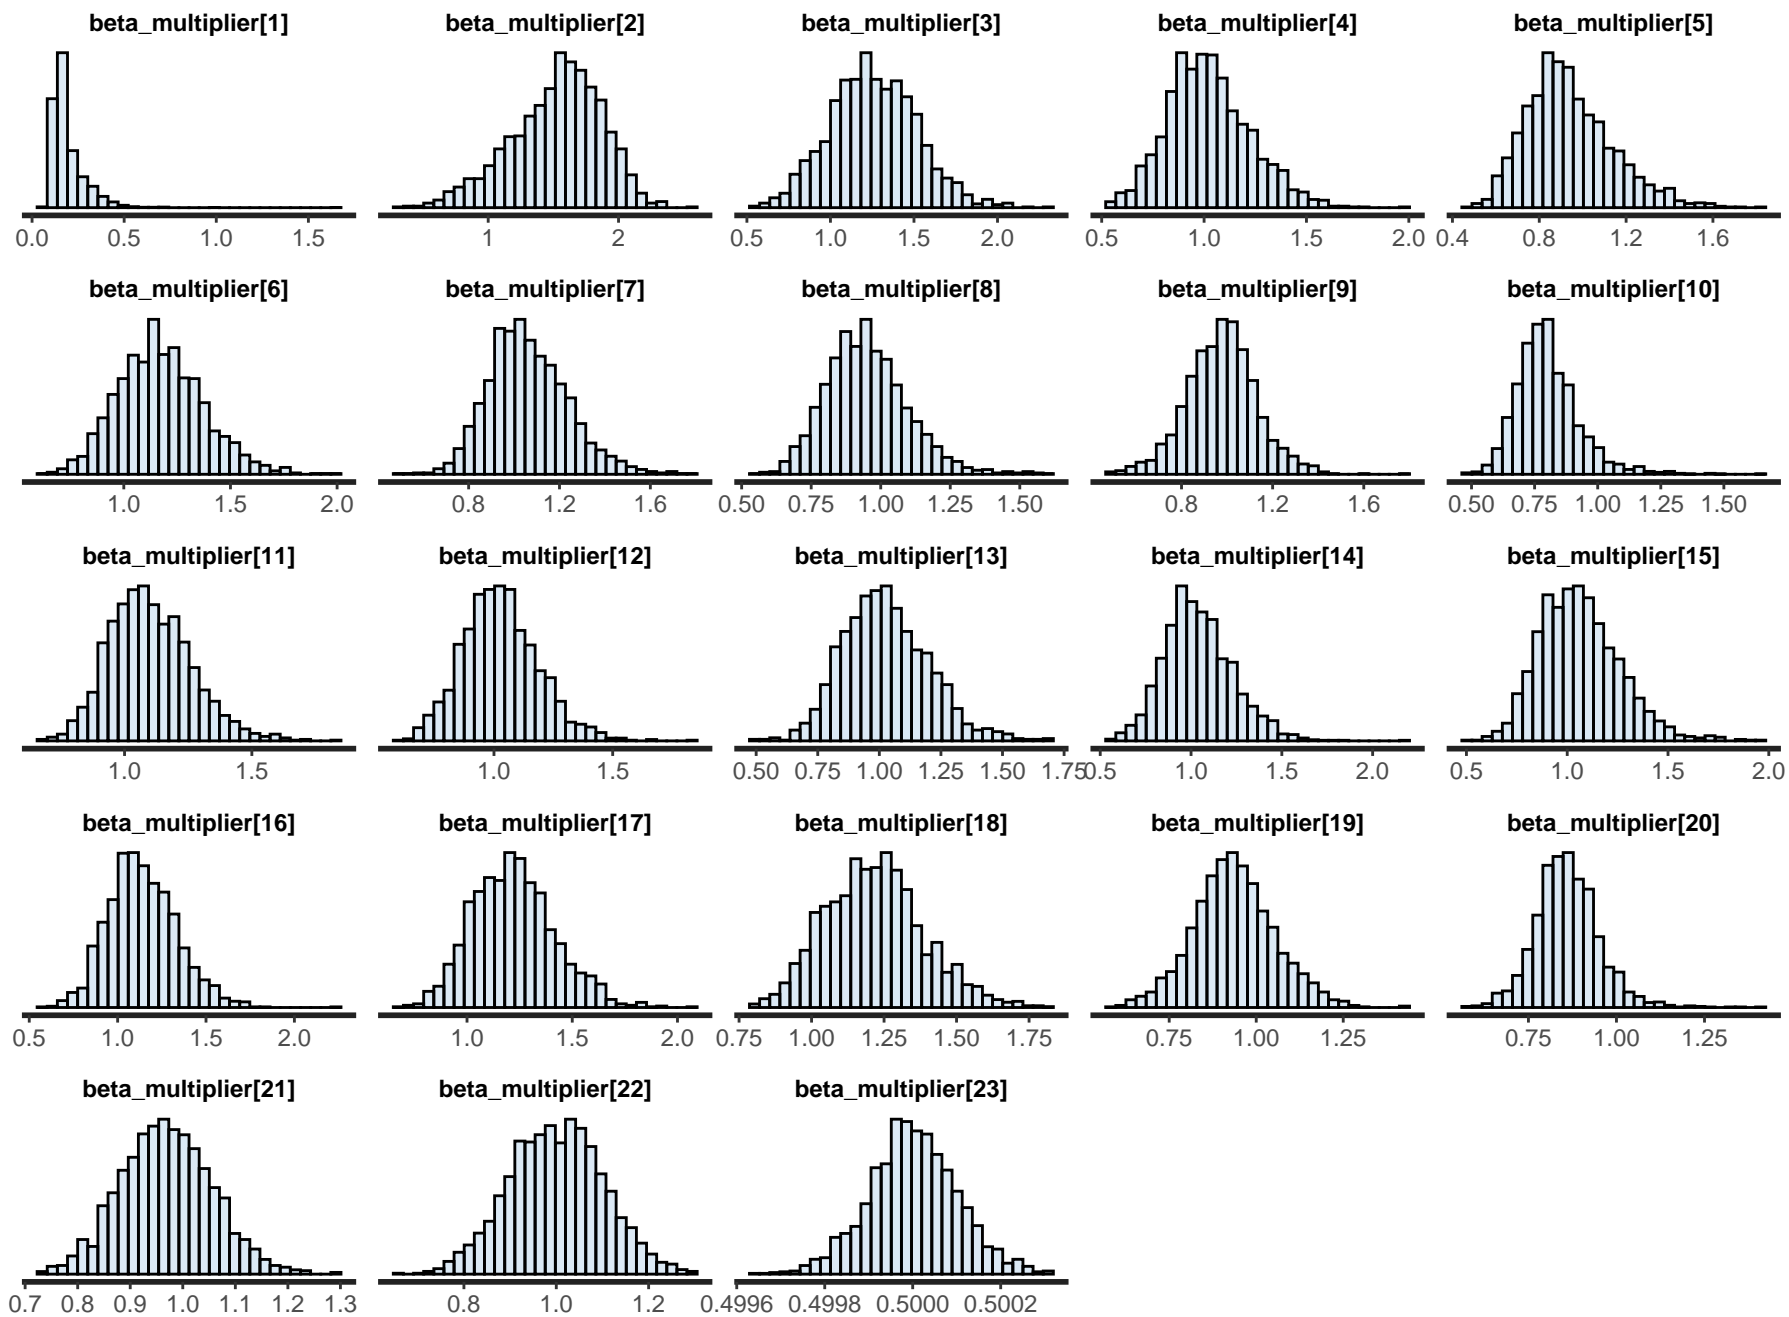 beta_multiplier[1] beta_multiplier[2] beta_multiplier[3] beta_multiplier[4] beta_multiplier[5]
0.0 0.5 1.0 1.5 1 2 0.5 1.0 1.5 2.0 0.5 1.0 1.5 2.0 0.4 0.8 1.2 1.6
beta_multiplier[6] beta_multiplier[7] beta_multiplier[8] beta_multiplier[9] beta_multiplier[10]
1.0 1.5 2.0 0.8 1.2 1.6 0.50 0.75 1.00 1.25 1.50 0.8 1.2 1.6 0.50 0.75 1.00 1.25 1.50
beta_multiplier[11] beta_multiplier[12] beta_multiplier[13] beta_multiplier[14] beta_multiplier[15]
1.0 1.5 1.0 1.5 0.50 0.75 1.00 1.25 1.50 1.75 0.5 1.0 1.5 2.0 0.5 1.0 1.5 2.0
beta_multiplier[16] beta_multiplier[17] beta_multiplier[18] beta_multiplier[19] beta_multiplier[20]
0.5 1.0 1.5 2.0 1.0 1.5 2.0 0.75 1.00 1.25 1.50 1.75 0.75 1.00 1.25 0.75 1.00 1.25
beta_multiplier[21] beta_multiplier[22] beta_multiplier[23]
0.7 0.8 0.9 1.0 1.1 1.2 1.3 0.8 1.0 1.2 0.4996 0.4998 0.5000 0.5002